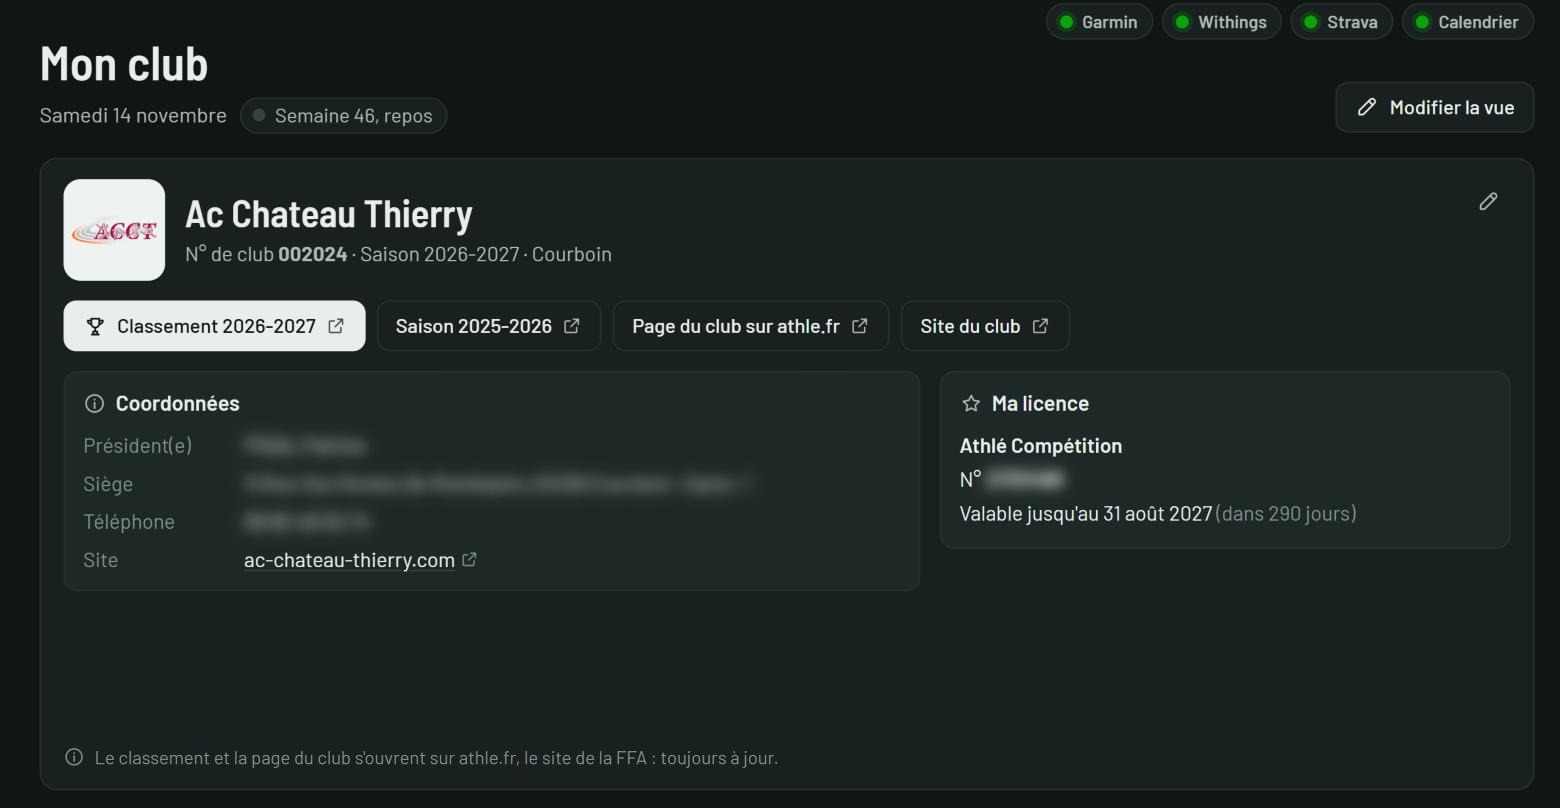 Garmin
Withings
Strava
Calendrier
Mon club
Samedi 14 novembre
Semaine 46, repos
Modifier la vue
ACCT
Ac Chateau Thierry
N° de club 002024 · Saison 2026-2027 · Courboin
Classement 2026-2027
Saison 2025-2026
Page du club sur athle.fr
Site du club
Coordonnées
Président(e)
Siège
Téléphone
Site ac-chateau-thierry.com
Ma licence
Athlé Compétition
N°
Valable jusqu'au 31 août 2027 (dans 290 jours)
Le classement et la page du club s'ouvrent sur athle.fr, le site de la FFA : toujours à jour.